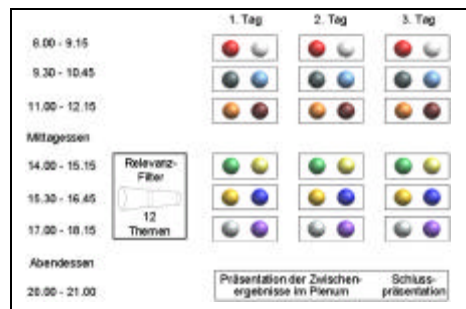 1. Tag 2. Tag 3. Tag
8.00 - 9.15
9.30 - 10.45
11.00 - 12.15
Mittagessen
14.00 - 15.15
Relevanz-
Filter
15.30 - 16.45
12
Themen
17.00 - 18.15
Abendessen
20.00 - 21.00
Präsentation der Zwischen-
ergebnisse im Plenum
Schluss-
präsentation